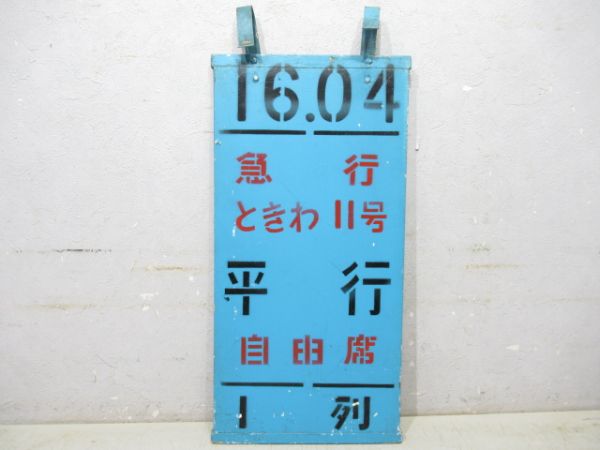 16.04
急行
ときわ11号
平行
自由席
1列